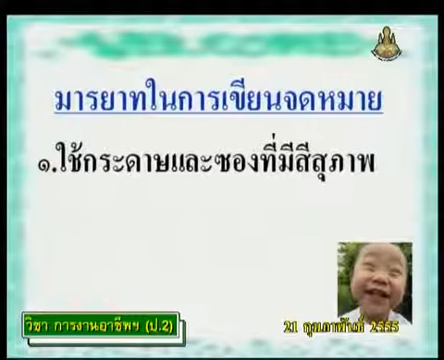 มารยาทในการเขียนจดหมาย
๑.ใช้กระดาษและซองที่มีสีสุภาพ
วิชา การงานอาชีพฯ (ป.2)
21 กุมภาพันธ์ 2555